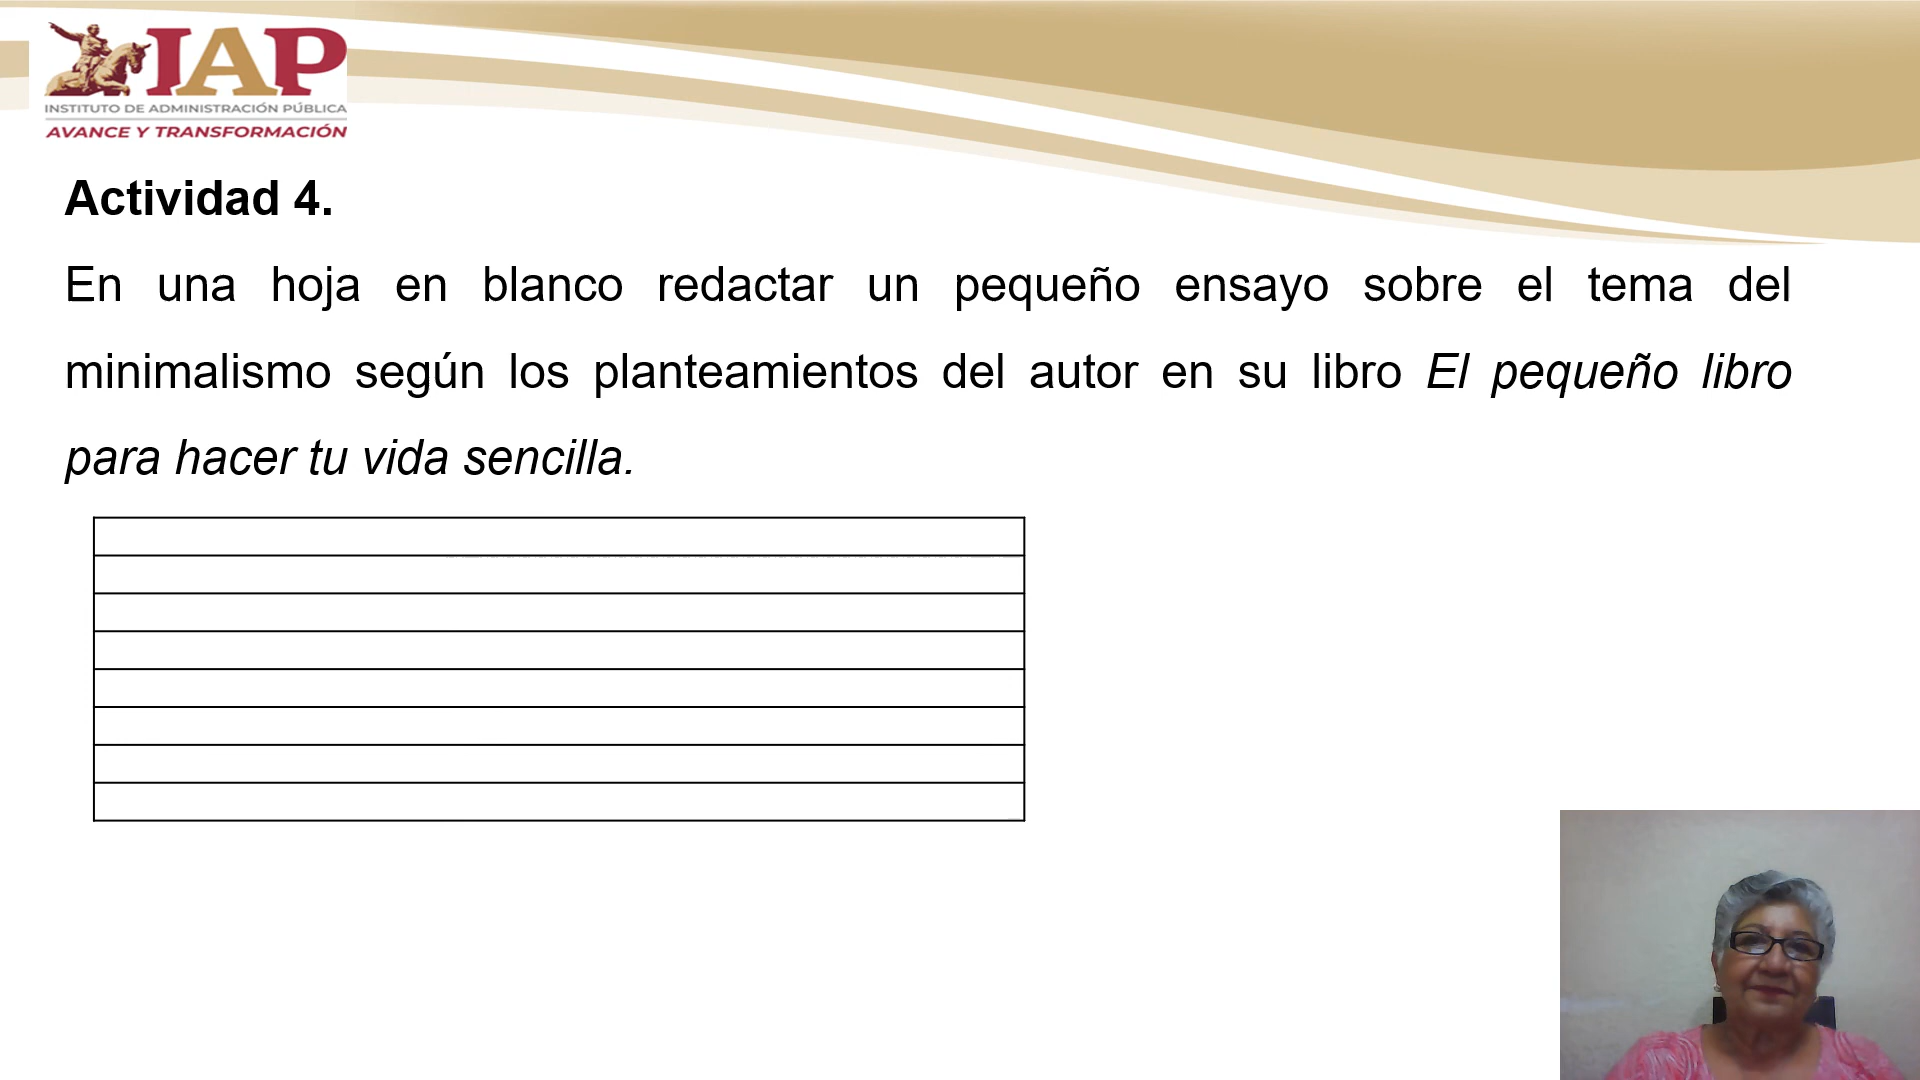 IAP
INSTITUTO DE ADMINISTRACIÓN PÚBLICA
AVANCE Y TRANSFORMACIÓN
Actividad 4.
En una hoja en blanco redactar un pequeño ensayo sobre el tema del
minimalismo según los planteamientos del autor en su libro El pequeño libro
para hacer tu vida sencilla.